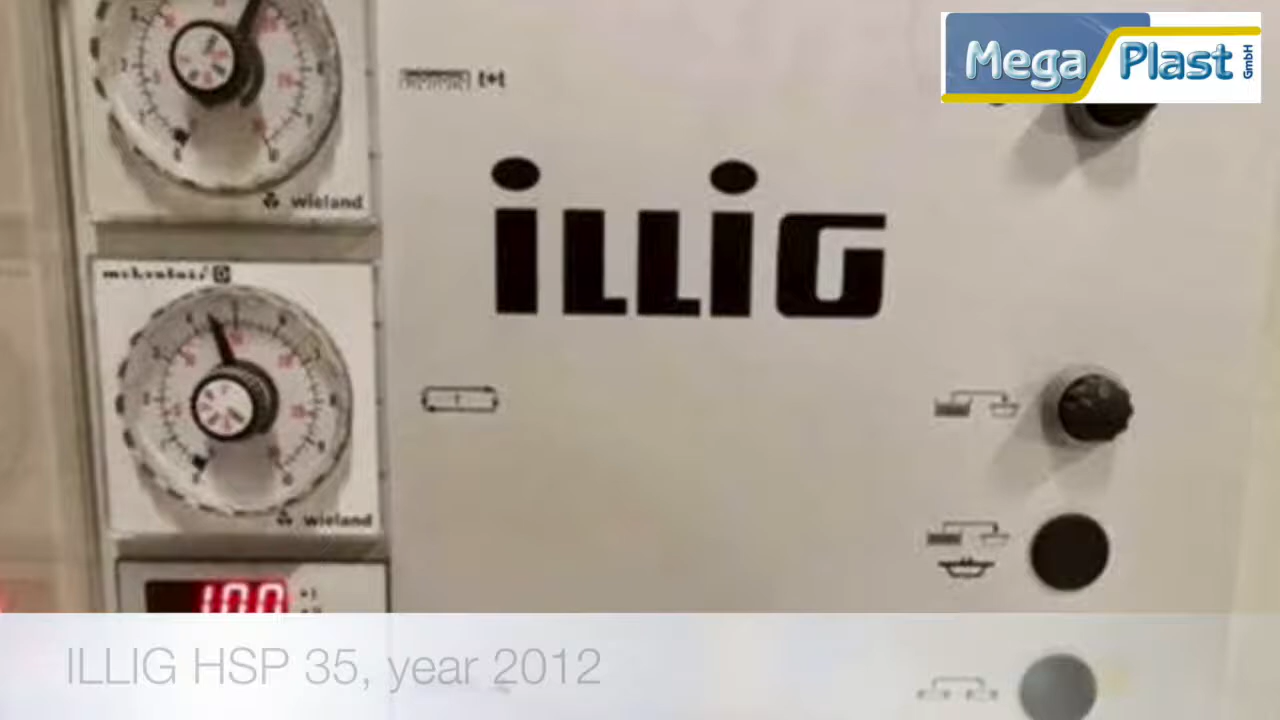 Mega Plast GmbH
t+t
wieland
ILLIG
wieland
100
ILLIG HSP 35, year 2012